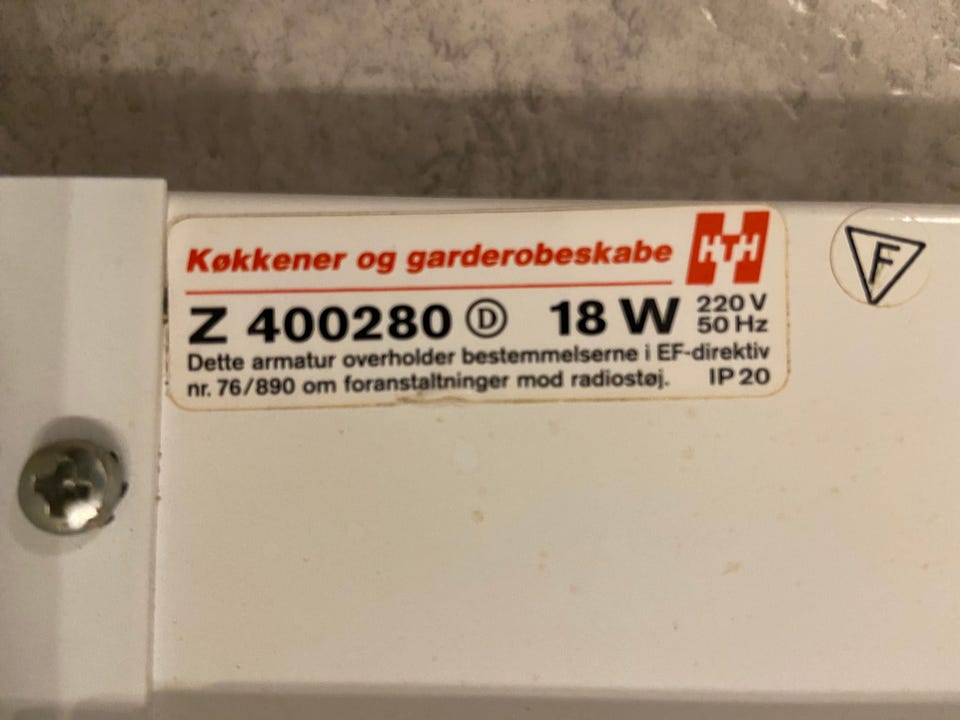 Køkkener og garderobeskabe HTH
Z 400280 D 18 W 220 V 50 Hz
Dette armatur overholder bestemmelserne i EF-direktiv
nr. 76/890 om foranstaltninger mod radiostøj. IP 20
F